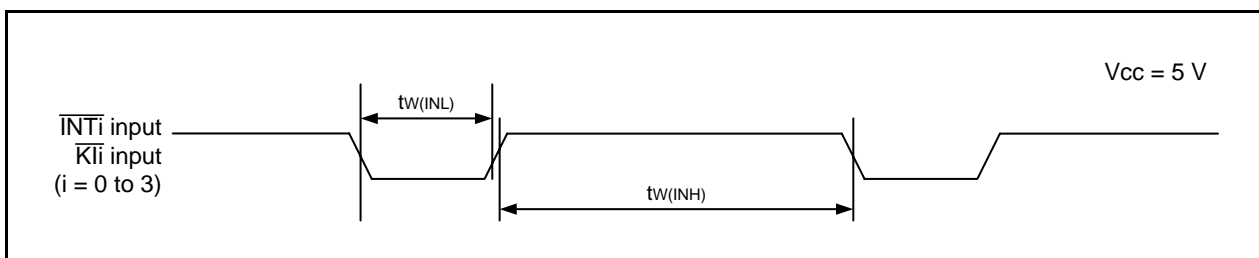 Vcc = 5 V
tW(INL)
INTi input
KIi input
(i = 0 to 3)
tW(INH)